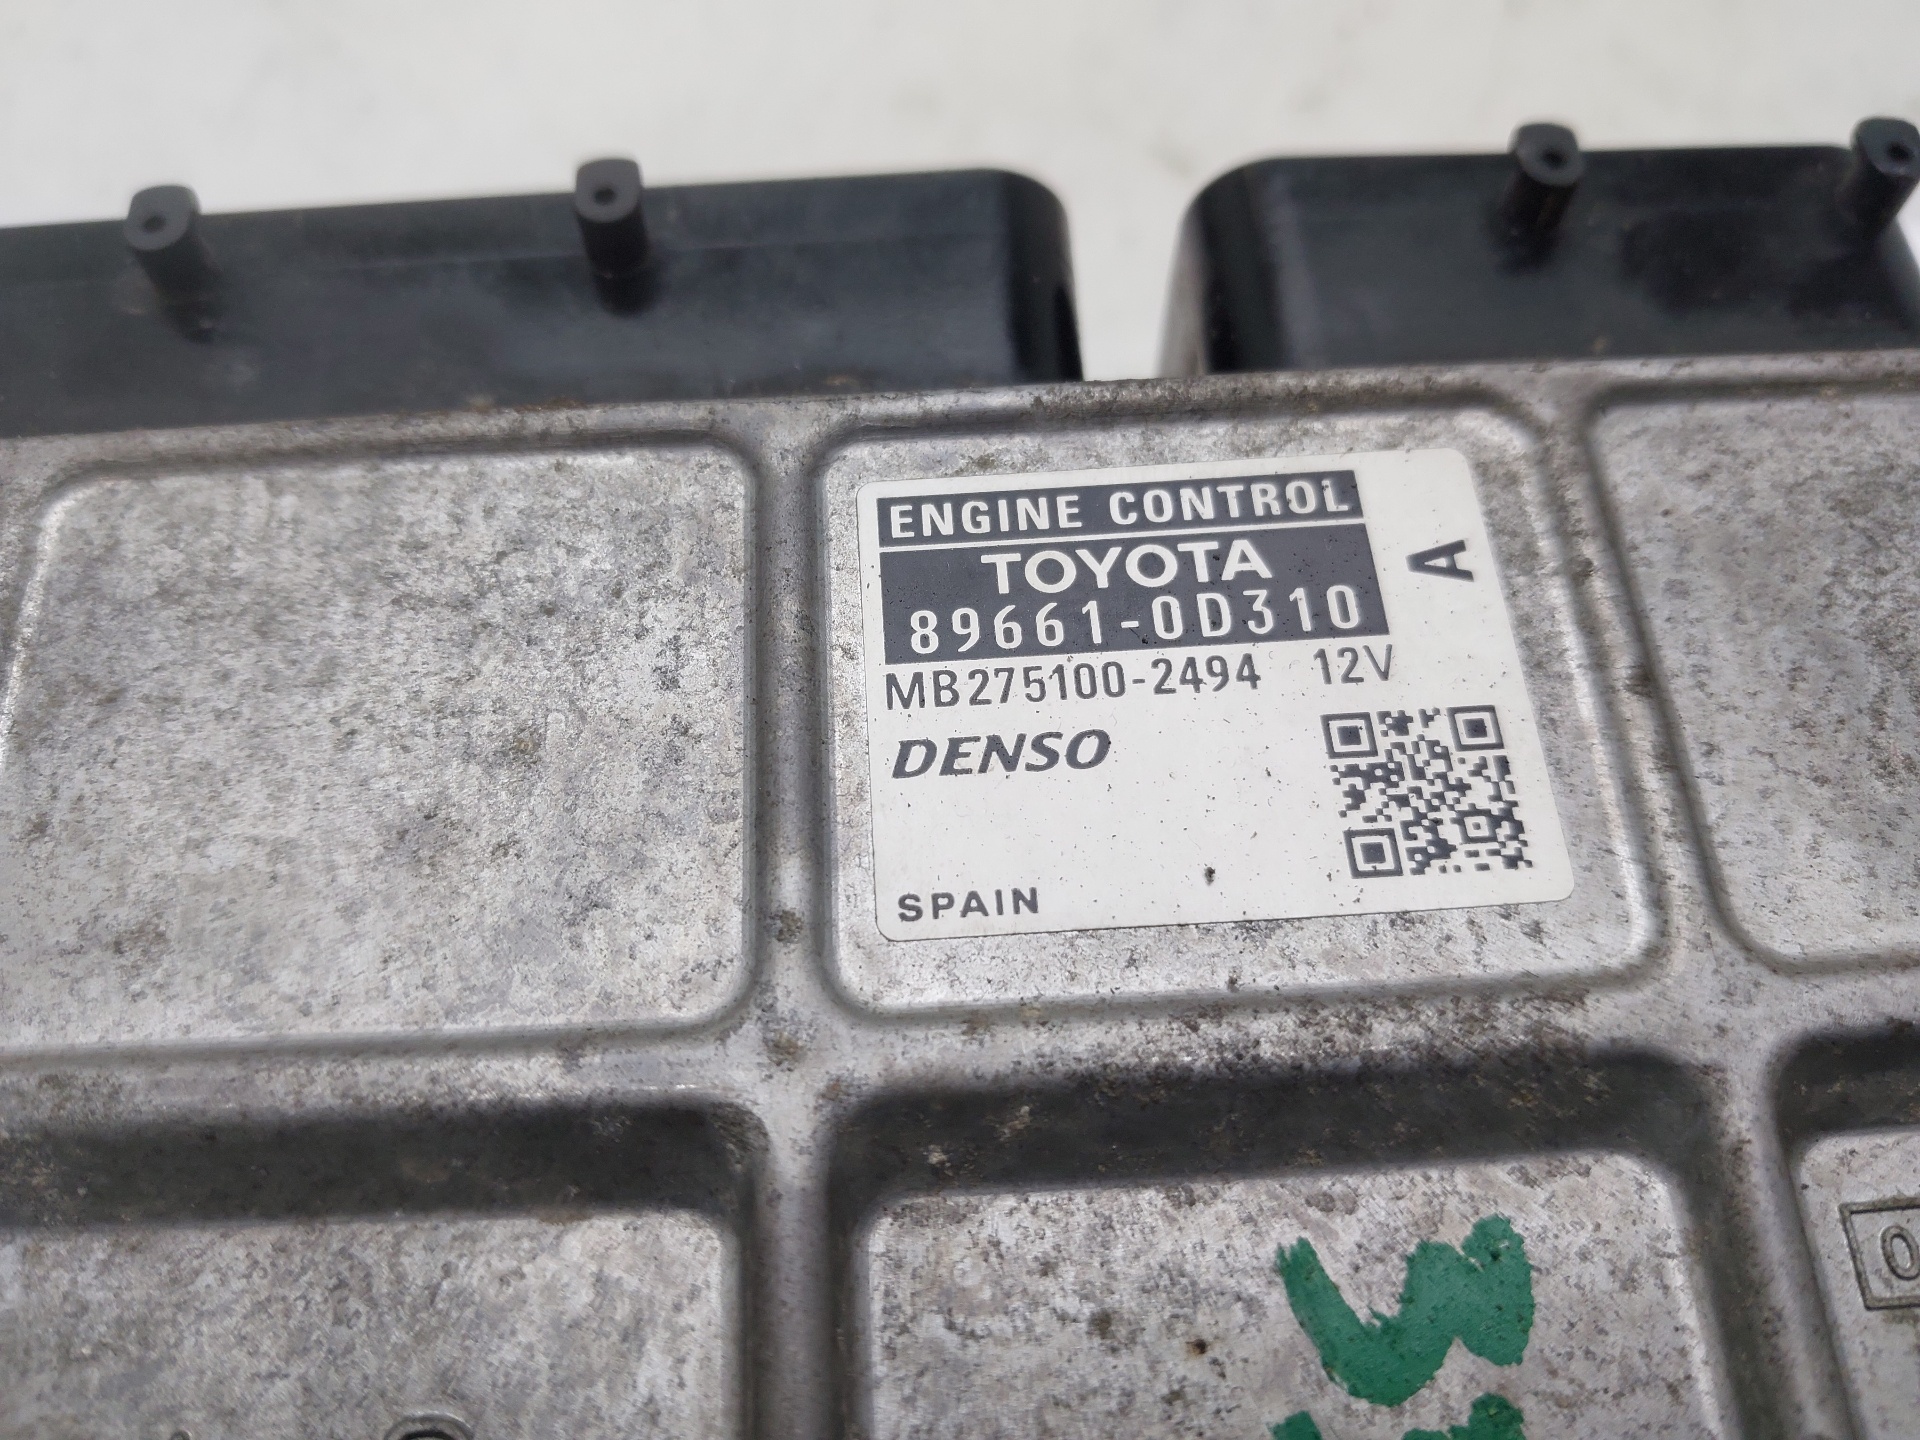 ENGINE CONTROL
TOYOTA
89661-0D310
A
MB275100-2494 12V
DENSO
SPAIN